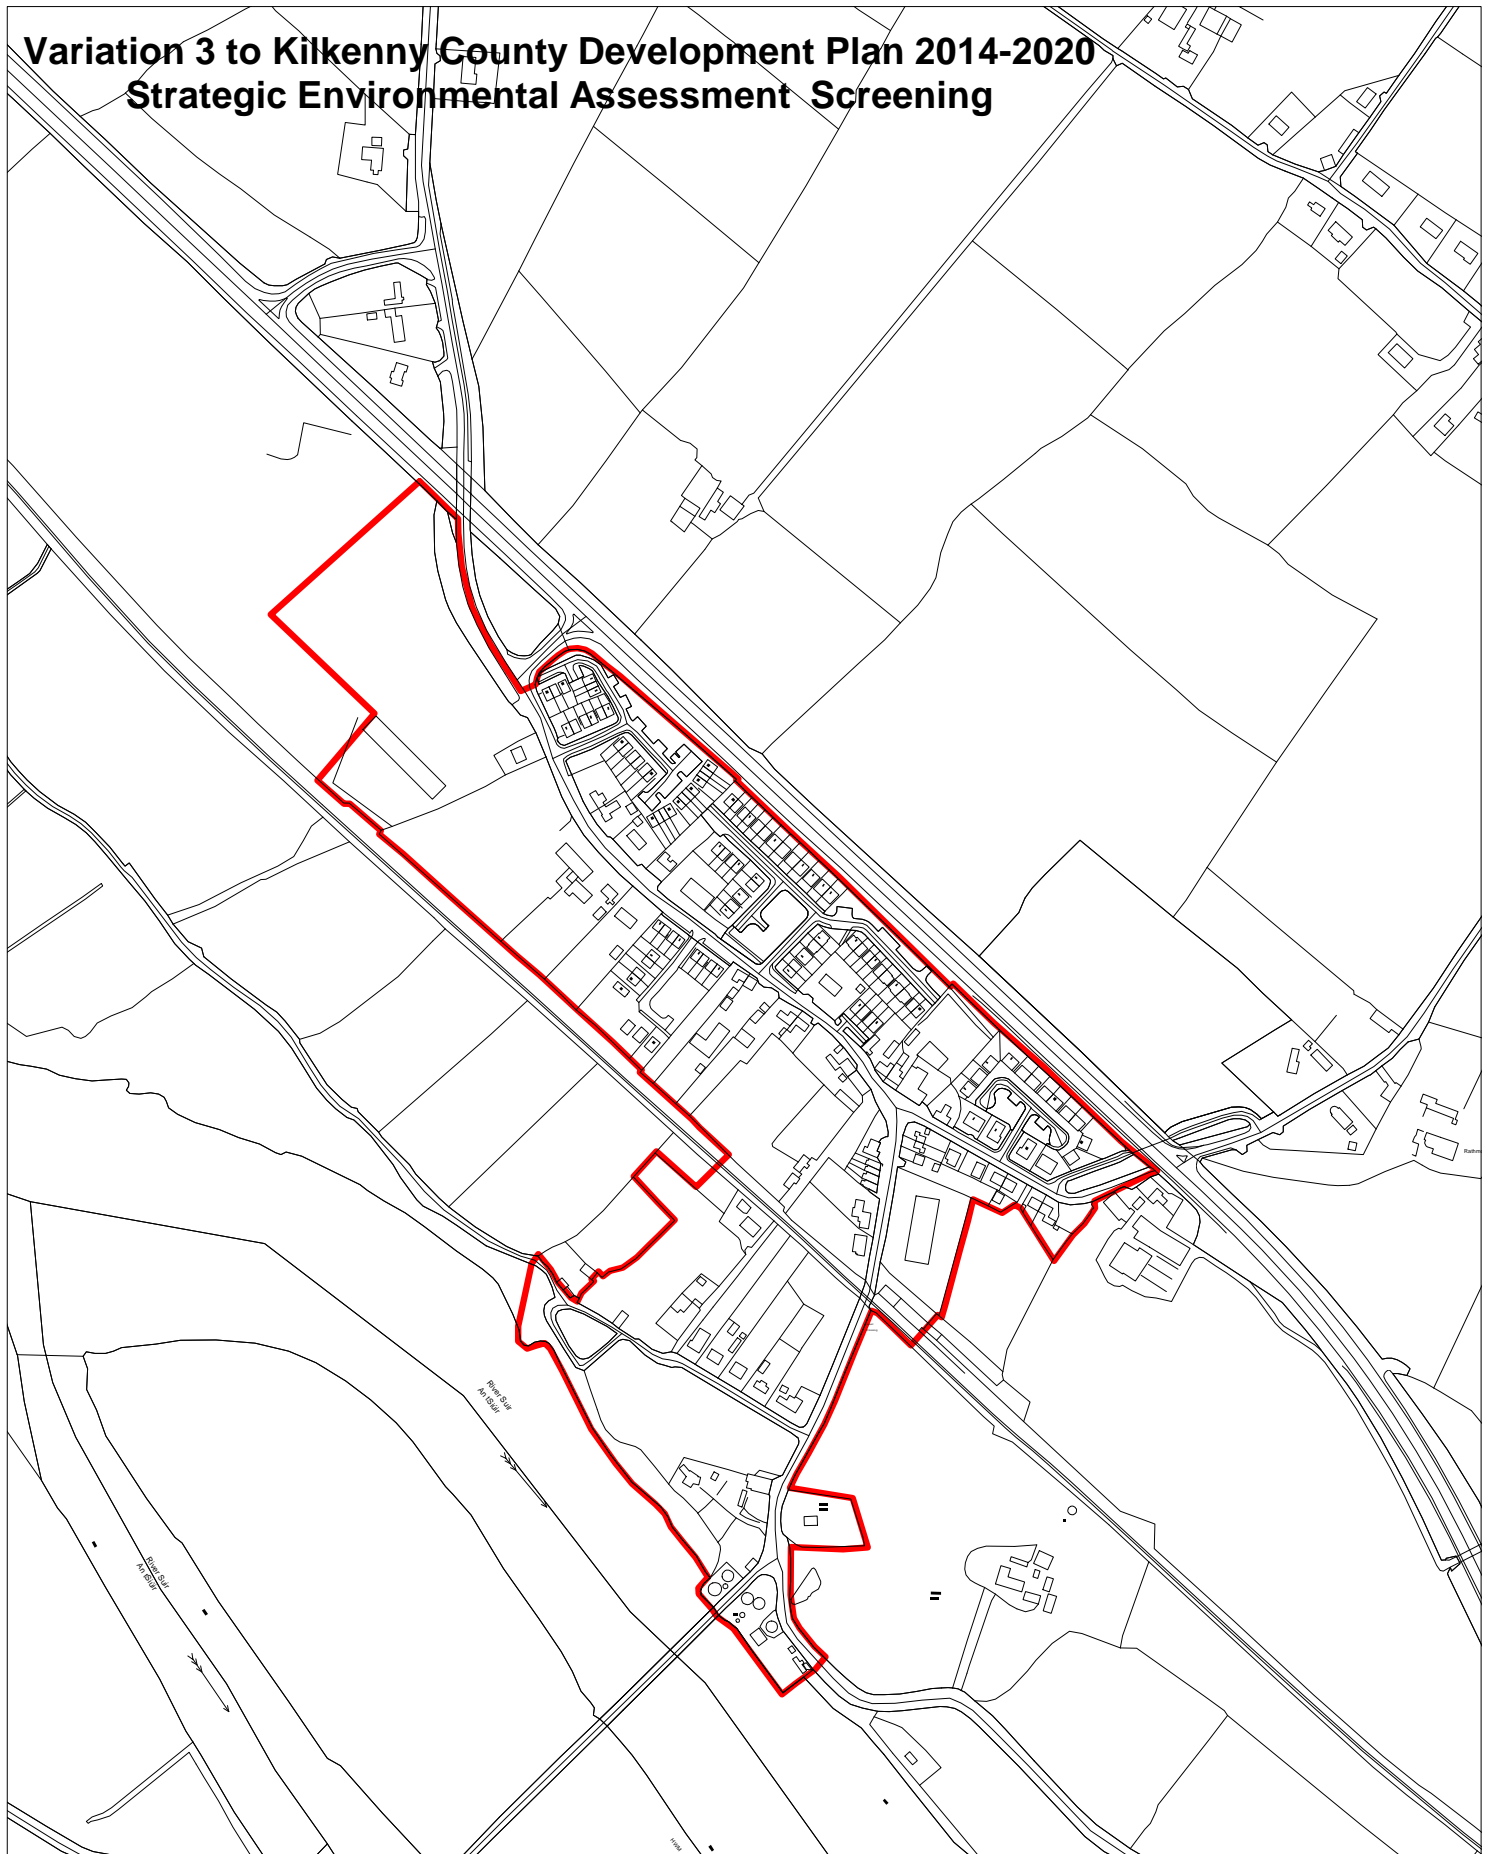 Variation 3 to Kilkenny County Development Plan 2014-2020
Strategic Environmental Assessment Screening
River Suir
An tSiúir
River Suir
An tSiúir
HWM